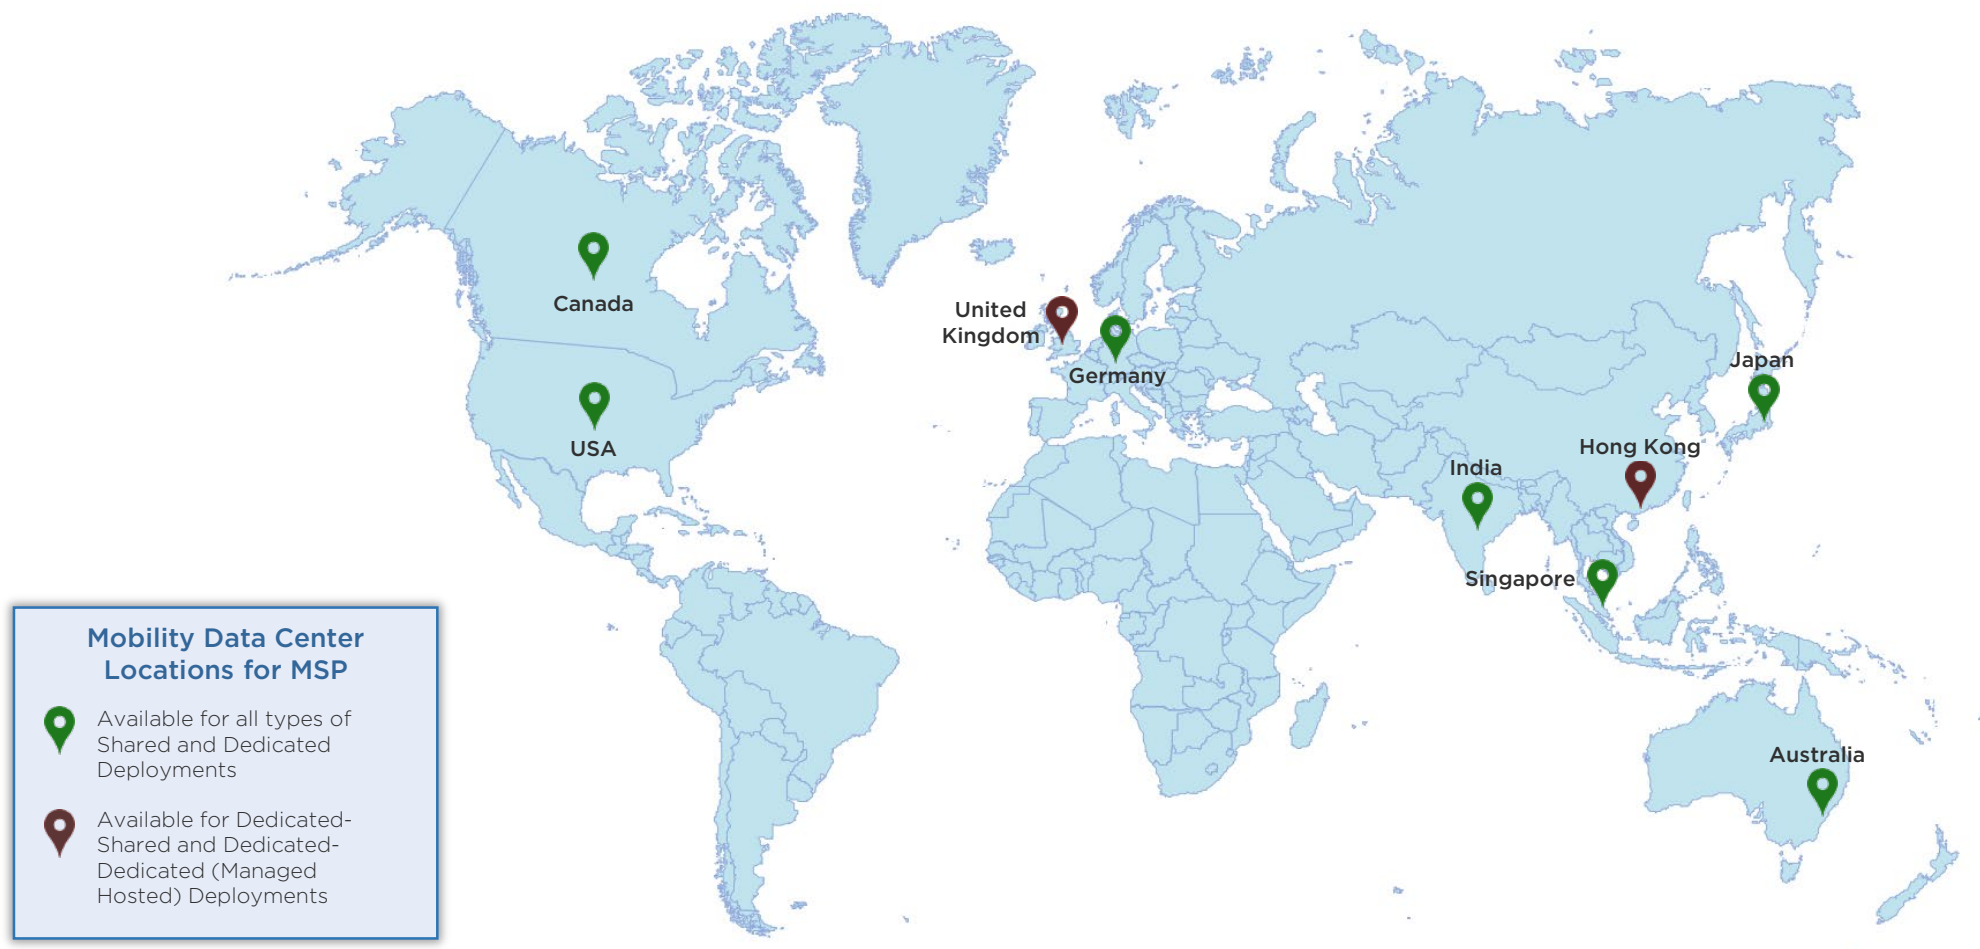 Canada
USA
United
Kingdom
Germany
Japan
Hong Kong
India
Singapore
Australia
Mobility Data Center
Locations for MSP
Available for all types of
Shared and Dedicated
Deployments
Available for Dedicated-
Shared and Dedicated-
Dedicated (Managed
Hosted) Deployments